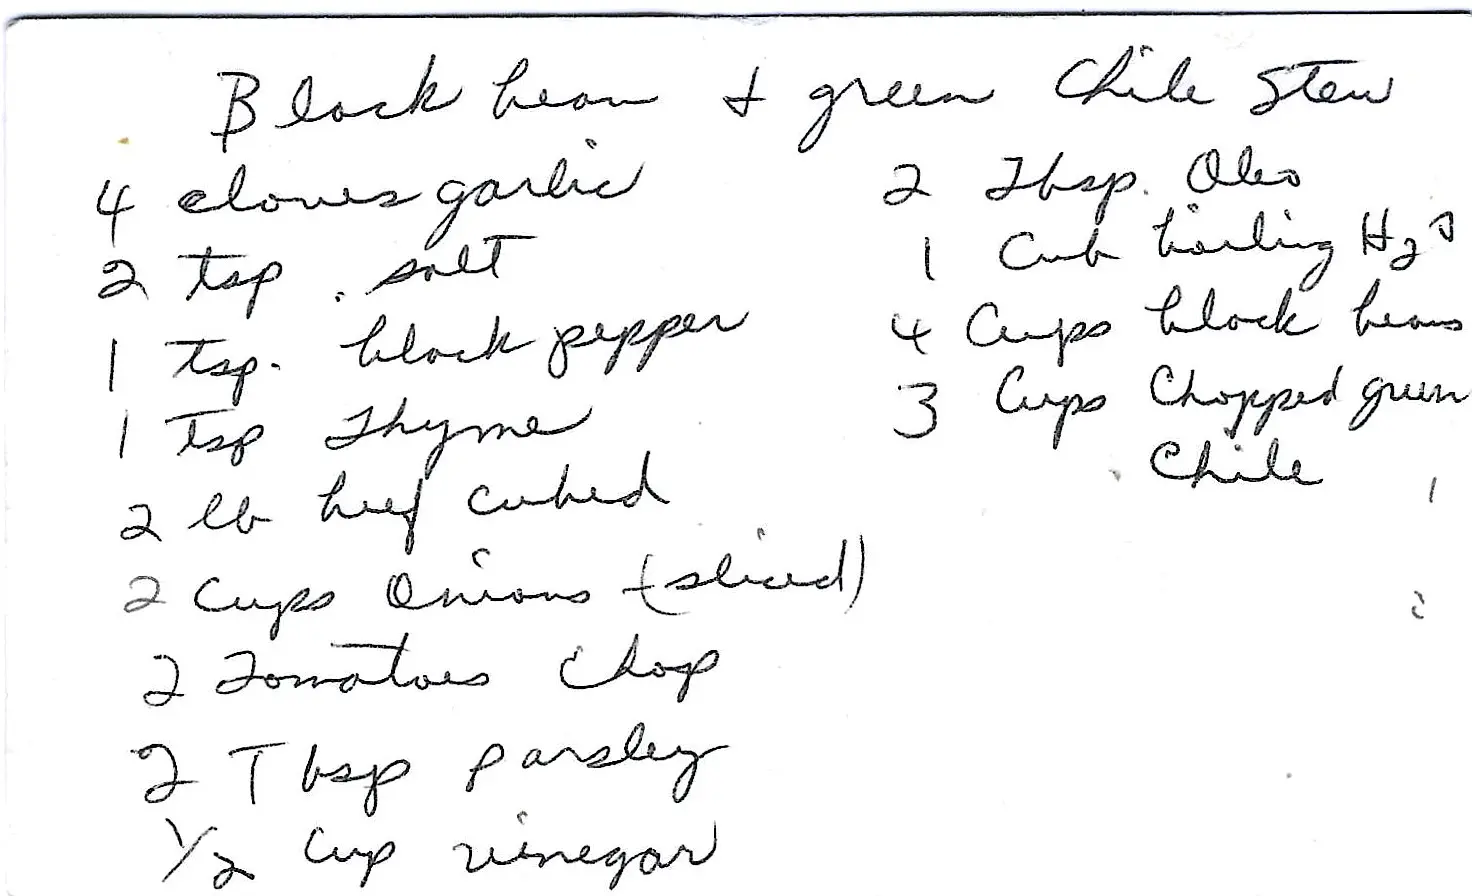 Black bean + green Chile Stew
4 cloves garlic
2 tsp. salt
1 tsp. black pepper
1 Tsp Thyme
2 lb beef cubed
2 Cups Onions (sliced)
2 Tomatoes Chop
2 Tbsp Parsley
1/2 Cup vinegar
2 Tbsp. Oleo
1 Cub boiling H2O
4 Cups black beans
3 Cups Chopped green
Chile